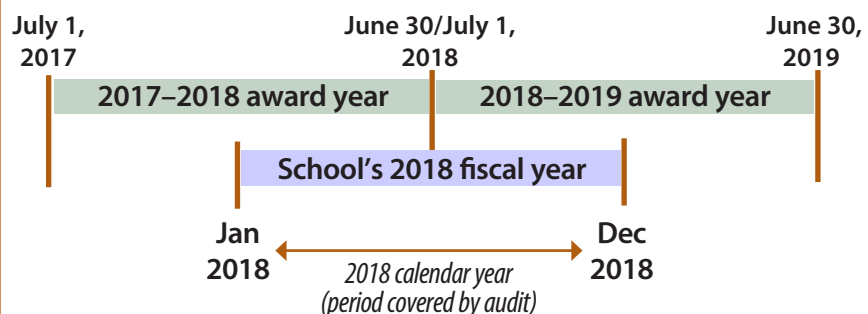 July 1,
2017
June 30/July 1,
2018
June 30,
2019
2017–2018 award year
2018–2019 award year
School’s 2018 fiscal year
Jan
2018
Dec
2018
2018 calendar year
(period covered by audit)